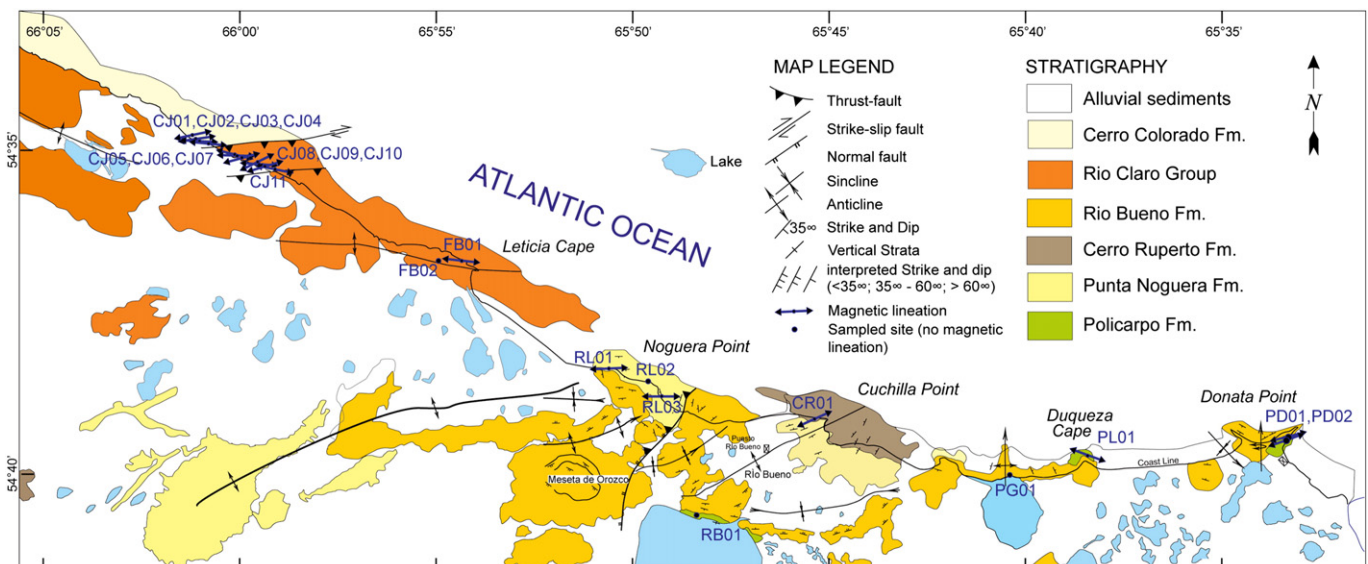 66°05'
66°00'
65°55'
65°50'
65°45'
65°40'
65°35'
54°35'
54°40'
CJ01,CJ02,CJ03,CJ04
CJ05,CJ06,CJ07
CJ08,CJ09,CJ10
CJ11
FB01
FB02
Leticia Cape
ATLANTIC OCEAN
Lake
MAP LEGEND
Thrust-fault
Strike-slip fault
Normal fault
Sincline
Anticline
35∞
Strike and Dip
Vertical Strata
interpreted Strike and dip
(<35∞; 35∞ - 60∞; > 60∞)
Magnetic lineation
Sampled site (no magnetic
lineation)
STRATIGRAPHY
Alluvial sediments
Cerro Colorado Fm.
Rio Claro Group
Rio Bueno Fm.
Cerro Ruperto Fm.
Punta Noguera Fm.
Policarpo Fm.
N
Noguera Point
RL01
RL02
RL03
Cuchilla Point
CR01
Puesto
Rio Bueno
Rio Bueno
Meseta de Orozco
RB01
Duqueza
Cape
PL01
PG01
Coast Line
Donata Point
PD01,PD02